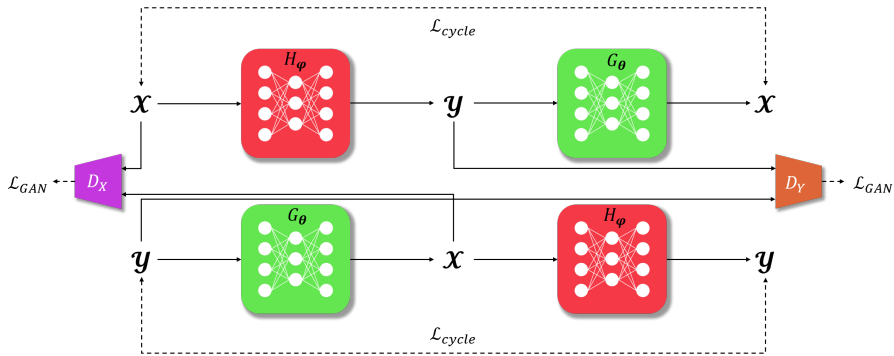 ℒ_cycle
H_φ
G_θ
𝒳
𝒴
𝒳
ℒ_GAN
D_X
D_Y
ℒ_GAN
G_θ
H_φ
𝒴
𝒳
𝒴
ℒ_cycle